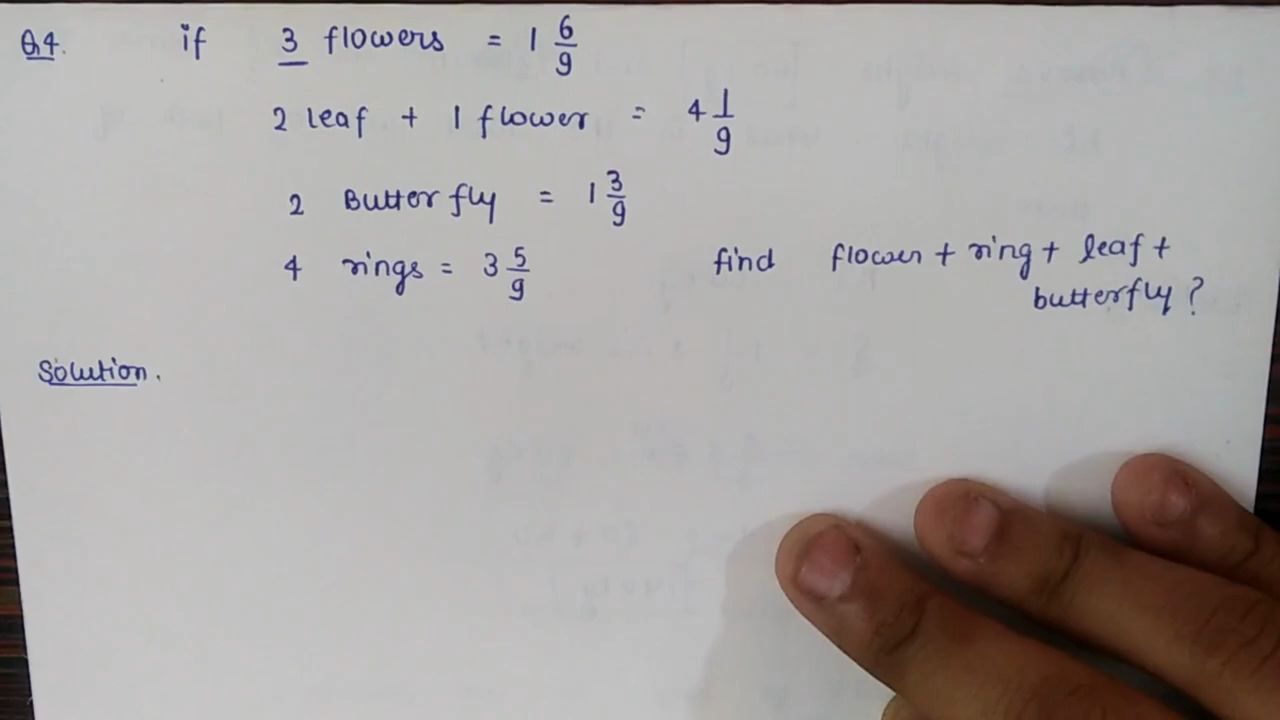 Q4. if 3 flowers = 1 6/9
2 leaf + 1 flower = 4 1/9
2 Butterfly = 1 3/9
4 rings = 3 5/9 find flower + ring + leaf +
butterfly?
Solution.